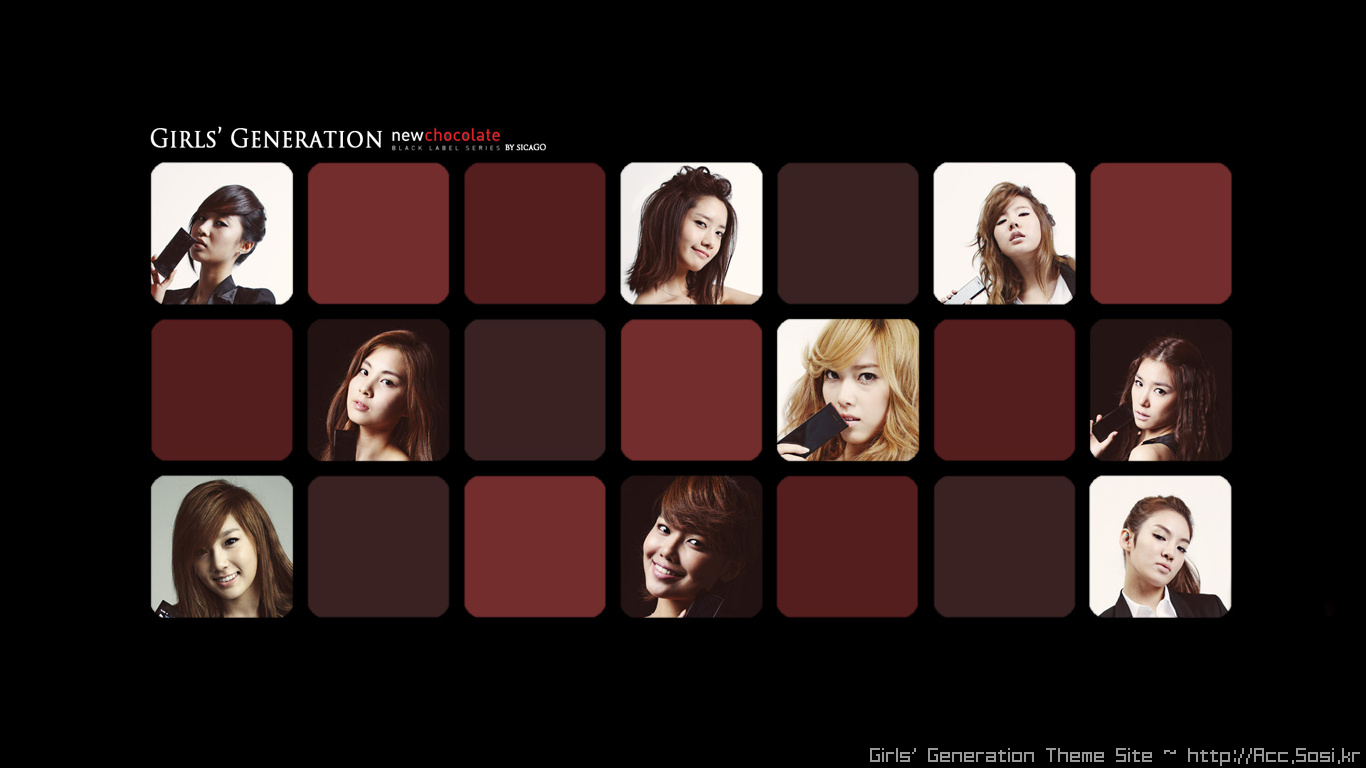 GIRLS' GENERATION newchocolate
BLACK LABEL SERIES BY SICAGO
Girls' Generation Theme Site ~ http://Acc.Sosi.kr